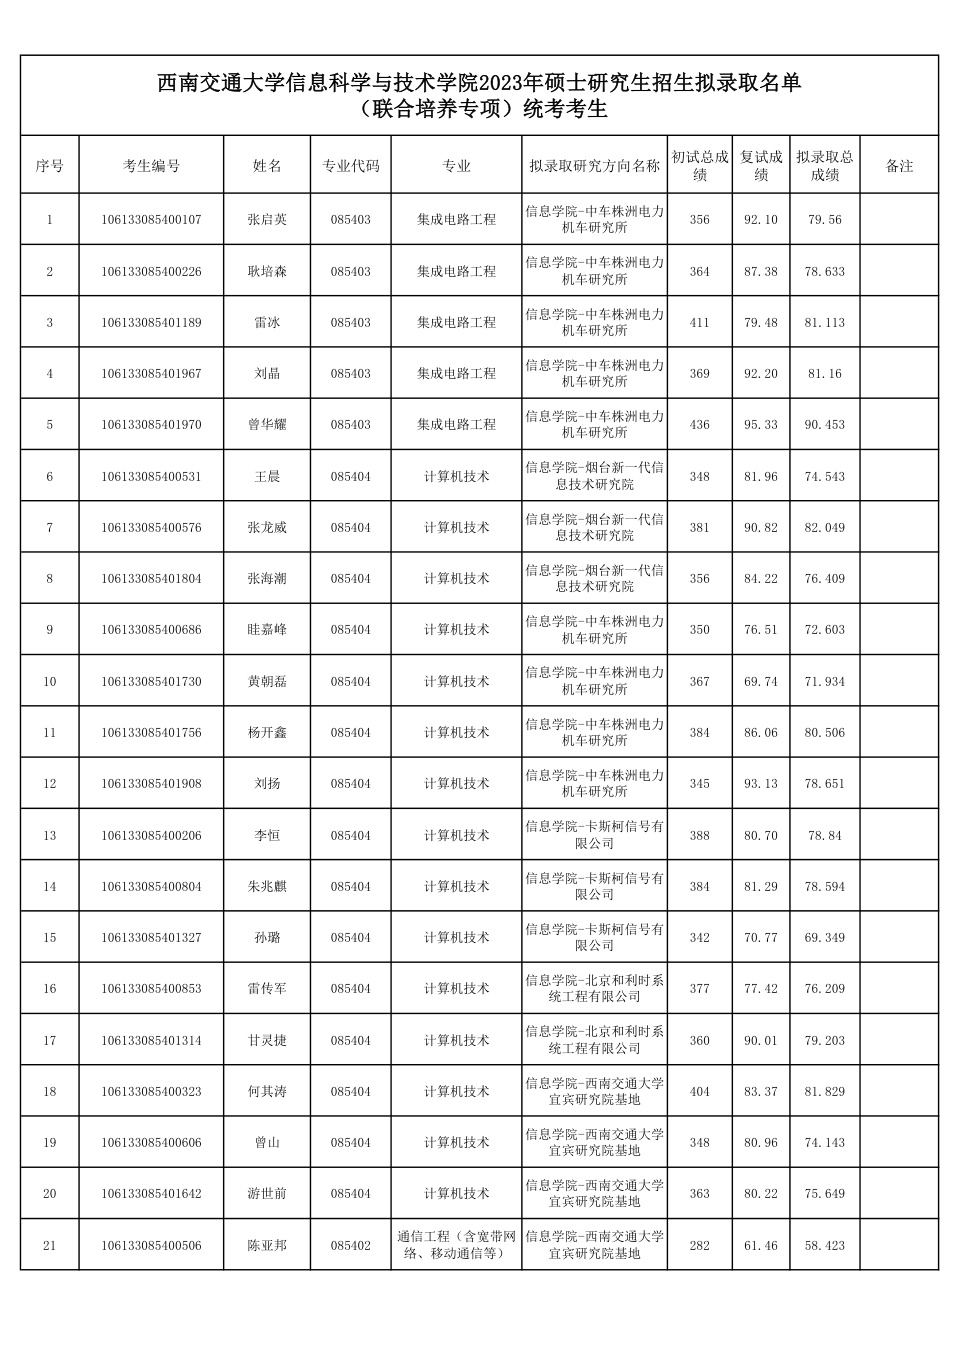 西南交通大学信息科学与技术学院2023年硕士研究生招生拟录取名单
（联合培养专项）统考考生
序号 考生编号 姓名 专业代码 专业 拟录取研究方向名称 初试总成绩 复试成绩 拟录取总成绩 备注
1 106133085400107 张启英 085403 集成电路工程 信息学院-中车株洲电力机车研究所 356 92.10 79.56
2 106133085400226 耿培森 085403 集成电路工程 信息学院-中车株洲电力机车研究所 364 87.38 78.633
3 106133085401189 雷冰 085403 集成电路工程 信息学院-中车株洲电力机车研究所 411 79.48 81.113
4 106133085401967 刘晶 085403 集成电路工程 信息学院-中车株洲电力机车研究所 369 92.20 81.16
5 106133085401970 曾华耀 085403 集成电路工程 信息学院-中车株洲电力机车研究所 436 95.33 90.453
6 106133085400531 王晨 085404 计算机技术 信息学院-烟台新一代信息技术研究院 348 81.96 74.543
7 106133085400576 张龙威 085404 计算机技术 信息学院-烟台新一代信息技术研究院 381 90.82 82.049
8 106133085401804 张海潮 085404 计算机技术 信息学院-烟台新一代信息技术研究院 356 84.22 76.409
9 106133085400686 眭嘉峰 085404 计算机技术 信息学院-中车株洲电力机车研究所 350 76.51 72.603
10 106133085401730 黄朝磊 085404 计算机技术 信息学院-中车株洲电力机车研究所 367 69.74 71.934
11 106133085401756 杨开鑫 085404 计算机技术 信息学院-中车株洲电力机车研究所 384 86.06 80.506
12 106133085401908 刘扬 085404 计算机技术 信息学院-中车株洲电力机车研究所 345 93.13 78.651
13 106133085400206 李恒 085404 计算机技术 信息学院-卡斯柯信号有限公司 388 80.70 78.84
14 106133085400804 朱兆麒 085404 计算机技术 信息学院-卡斯柯信号有限公司 384 81.29 78.594
15 106133085401327 孙璐 085404 计算机技术 信息学院-卡斯柯信号有限公司 342 70.77 69.349
16 106133085400853 雷传军 085404 计算机技术 信息学院-北京和利时系统工程有限公司 377 77.42 76.209
17 106133085401314 甘灵捷 085404 计算机技术 信息学院-北京和利时系统工程有限公司 360 90.01 79.203
18 106133085400323 何其涛 085404 计算机技术 信息学院-西南交通大学宜宾研究院基地 404 83.37 81.829
19 106133085400606 曾山 085404 计算机技术 信息学院-西南交通大学宜宾研究院基地 348 80.96 74.143
20 106133085401642 游世前 085404 计算机技术 信息学院-西南交通大学宜宾研究院基地 363 80.22 75.649
21 106133085400506 陈亚邦 085402 通信工程（含宽带网络、移动通信等） 信息学院-西南交通大学宜宾研究院基地 282 61.46 58.423